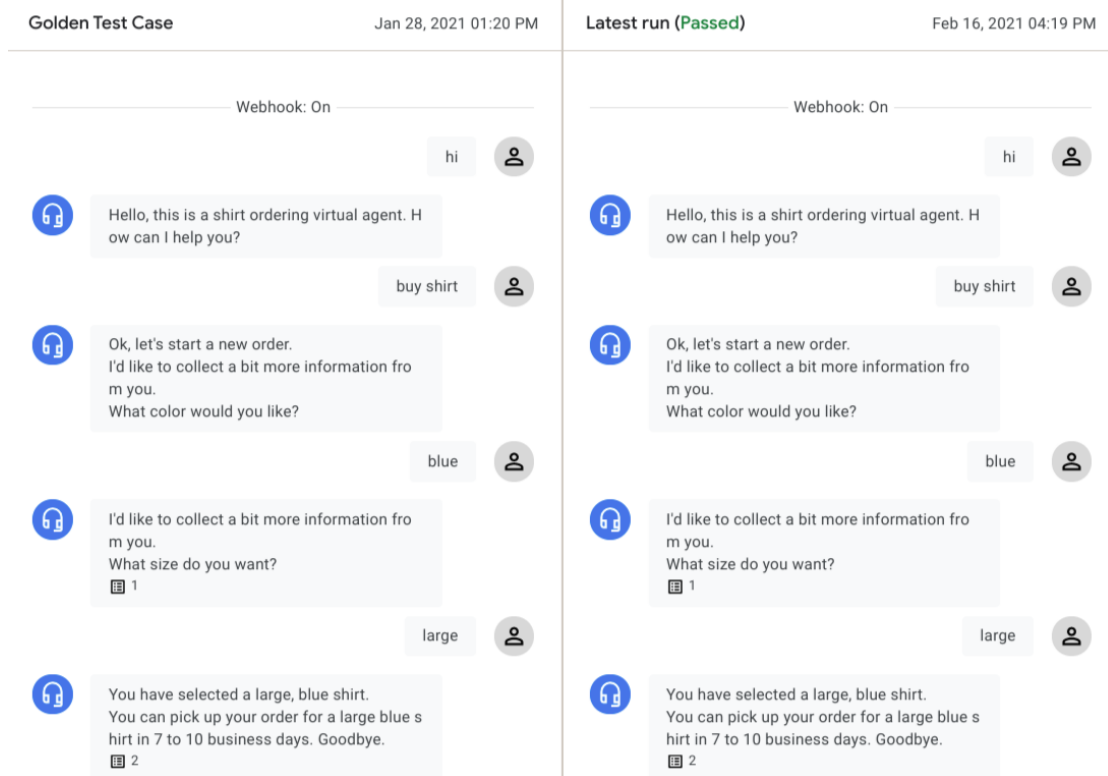 Golden Test Case
Jan 28, 2021 01:20 PM
Webhook: On
hi
Hello, this is a shirt ordering virtual agent. H
ow can I help you?
buy shirt
Ok, let's start a new order.
I'd like to collect a bit more information fro
m you.
What color would you like?
blue
I'd like to collect a bit more information fro
m you.
What size do you want?
1
large
You have selected a large, blue shirt.
You can pick up your order for a large blue s
hirt in 7 to 10 business days. Goodbye.
2
Latest run (Passed)
Feb 16, 2021 04:19 PM
Webhook: On
hi
Hello, this is a shirt ordering virtual agent. H
ow can I help you?
buy shirt
Ok, let's start a new order.
I'd like to collect a bit more information fro
m you.
What color would you like?
blue
I'd like to collect a bit more information fro
m you.
What size do you want?
1
large
You have selected a large, blue shirt.
You can pick up your order for a large blue s
hirt in 7 to 10 business days. Goodbye.
2